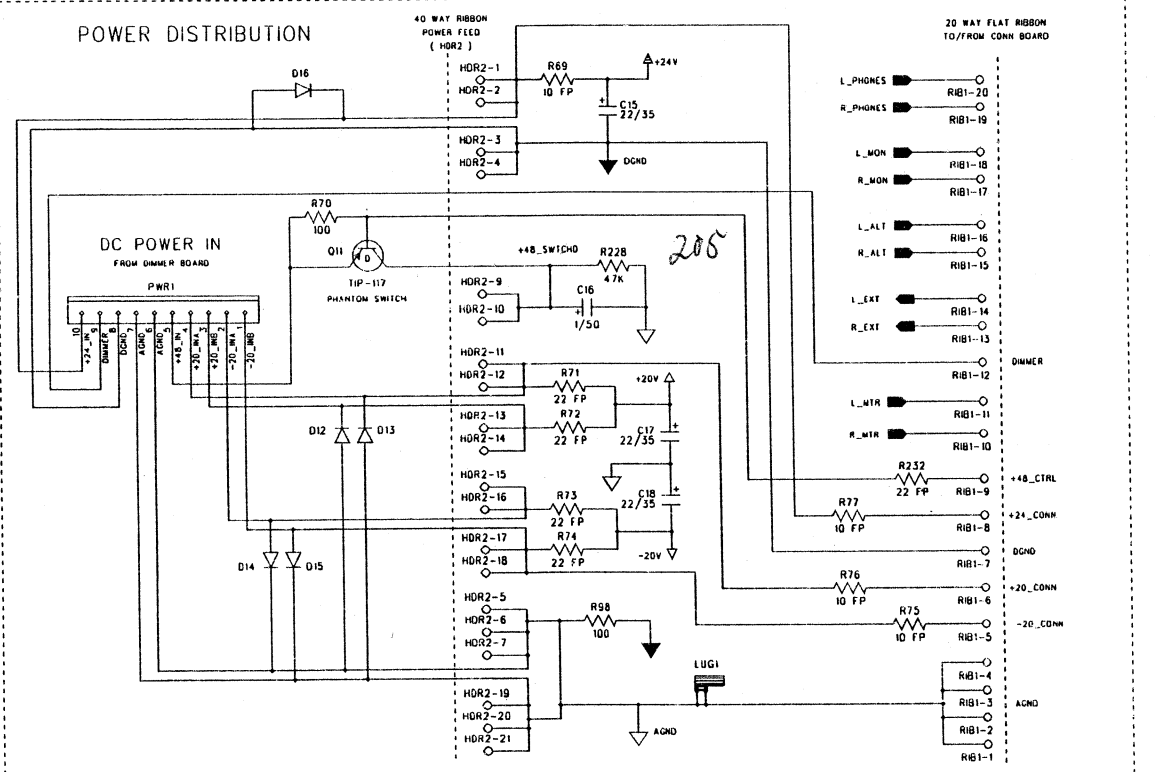 POWER DISTRIBUTION
40 WAY RIBBON
POWER FEED
( HDR2 )
20 WAY FLAT RIBBON
TO/FROM CONN BOARD
D16
HDR2-1
HDR2-2
R69
10 FP
+24V
+
C15
22/35
DGND
HDR2-3
HDR2-4
L_PHONES
RIB1-20
R_PHONES
RIB1-19
L_MON
RIB1-18
R_MON
RIB1-17
L_ALT
RIB1-16
R_ALT
RIB1-15
L_EXT
RIB1-14
R_EXT
RIB1-13
DIMMER
RIB1-12
L_MTR
RIB1-11
R_MTR
RIB1-10
R70
100
Q11
D
TIP-117
PHANTOM SWITCH
DC POWER IN
FROM DIMMER BOARD
PWR1
10
9
8
7
6
5
4
3
2
1
+24_IN
DIMMER
DGND
AGND
AGND
+48_IN
+20_INA
+20_INB
-20_INA
-20_INB
+48_SWTCHD
R228
47K
205
HDR2-9
HDR2-10
C16
+
1/50
HDR2-11
HDR2-12
R71
22 FP
+20V
HDR2-13
HDR2-14
R72
22 FP
C17
22/35
+
D12
D13
HDR2-15
HDR2-16
R73
22 FP
C18
22/35
+
HDR2-17
HDR2-18
R74
22 FP
-20V
D14
D15
R232
22 FP
RIB1-9
+48_CTRL
R77
10 FP
RIB1-8
+24_CONN
DGND
RIB1-7
R76
10 FP
RIB1-6
+20_CONN
R75
10 FP
RIB1-5
-20_CONN
HDR2-5
HDR2-6
HDR2-7
R98
100
LUG1
HDR2-19
HDR2-20
HDR2-21
AGND
RIB1-4
RIB1-3
AGND
RIB1-2
RIB1-1